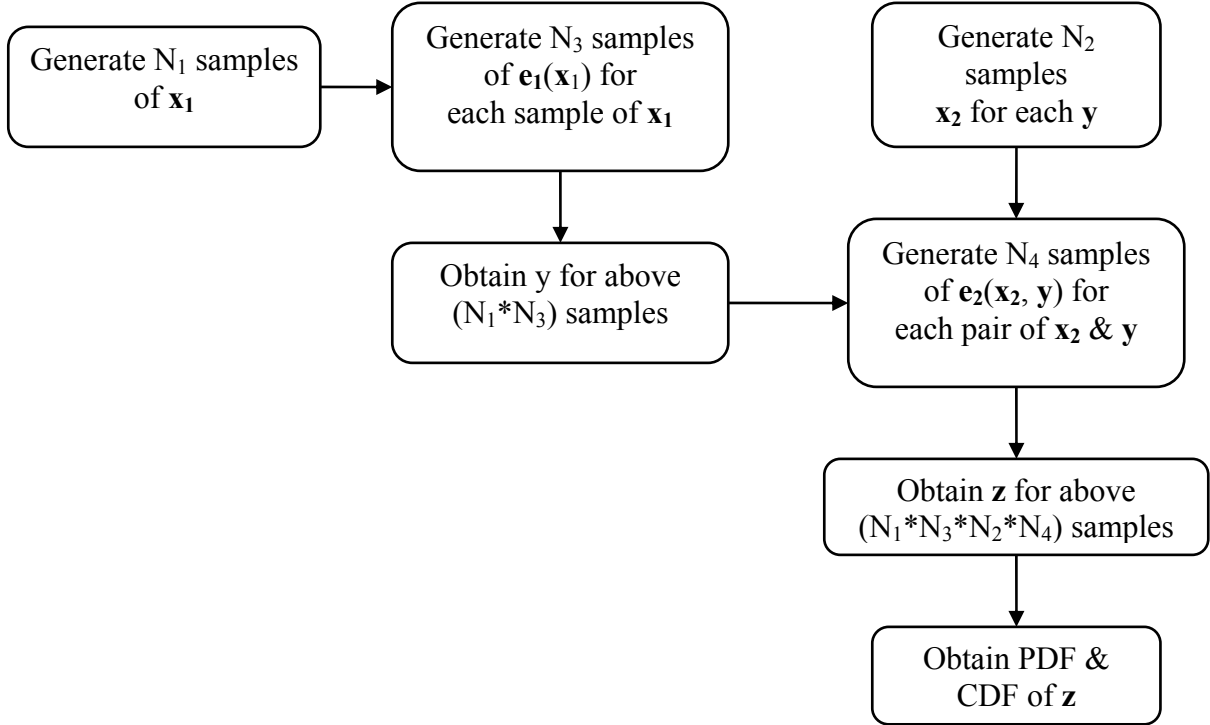 Generate N₁ samples
of x₁
Generate N₃ samples
of e₁(x₁) for
each sample of x₁
Generate N₂
samples
x₂ for each y
Obtain y for above
(N₁*N₃) samples
Generate N₄ samples
of e₂(x₂, y) for
each pair of x₂ & y
Obtain z for above
(N₁*N₃*N₂*N₄) samples
Obtain PDF &
CDF of z